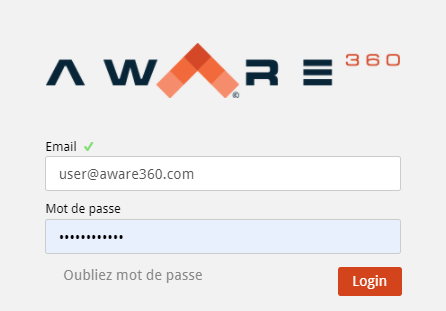 AWARE 360
©
Email
user@aware360.com
Mot de passe
••••••••••••
Oubliez mot de passe
Login